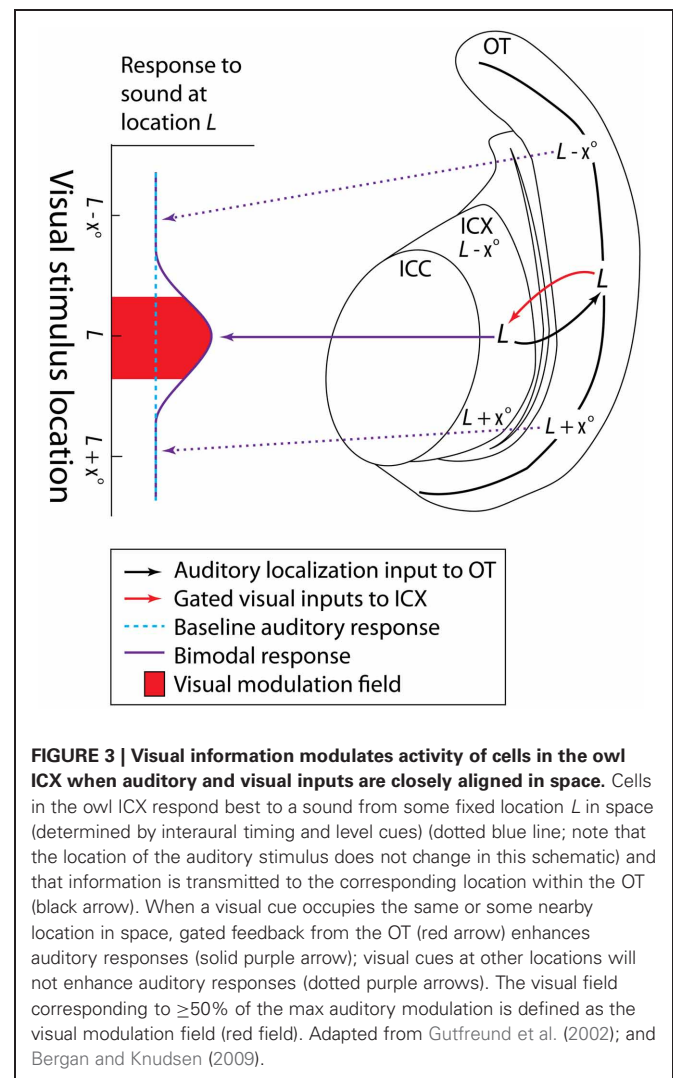 Response to
sound at
location L
Visual stimulus location
L - x°
L
L + x°
OT
L - x°
ICX
L - x°
ICC
L
L
L + x°
L + x°
Auditory localization input to OT
Gated visual inputs to ICX
Baseline auditory response
Bimodal response
Visual modulation field
FIGURE 3 | Visual information modulates activity of cells in the owl
ICX when auditory and visual inputs are closely aligned in space. Cells
in the owl ICX respond best to a sound from some fixed location L in space
(determined by interaural timing and level cues) (dotted blue line; note that
the location of the auditory stimulus does not change in this schematic) and
that information is transmitted to the corresponding location within the OT
(black arrow). When a visual cue occupies the same or some nearby
location in space, gated feedback from the OT (red arrow) enhances
auditory responses (solid purple arrow); visual cues at other locations will
not enhance auditory responses (dotted purple arrows). The visual field
corresponding to ≥50% of the max auditory modulation is defined as the
visual modulation field (red field). Adapted from Gutfreund et al. (2002); and
Bergan and Knudsen (2009).